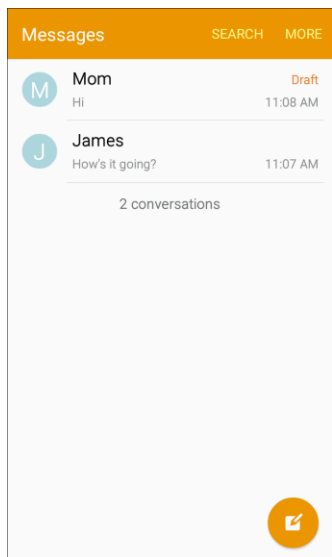 Messages SEARCH MORE
M Mom Draft
Hi 11:08 AM
J James
How's it going? 11:07 AM
2 conversations